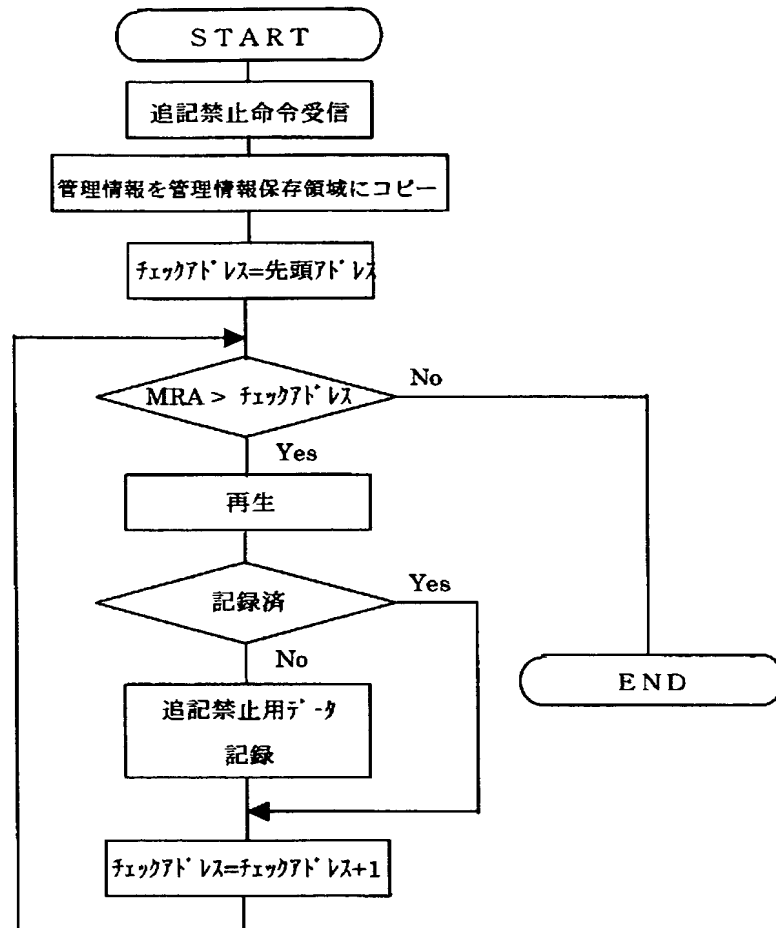 START
追記禁止命令受信
管理情報を管理情報保存領域にコピー
ﾁｪｯｸｱﾄﾞﾚｽ=先頭ｱﾄﾞﾚｽ
MRA > ﾁｪｯｸｱﾄﾞﾚｽ
No
Yes
再生
記録済
Yes
No
END
追記禁止用ﾃﾞｰﾀ
記録
ﾁｪｯｸｱﾄﾞﾚｽ=ﾁｪｯｸｱﾄﾞﾚｽ+1